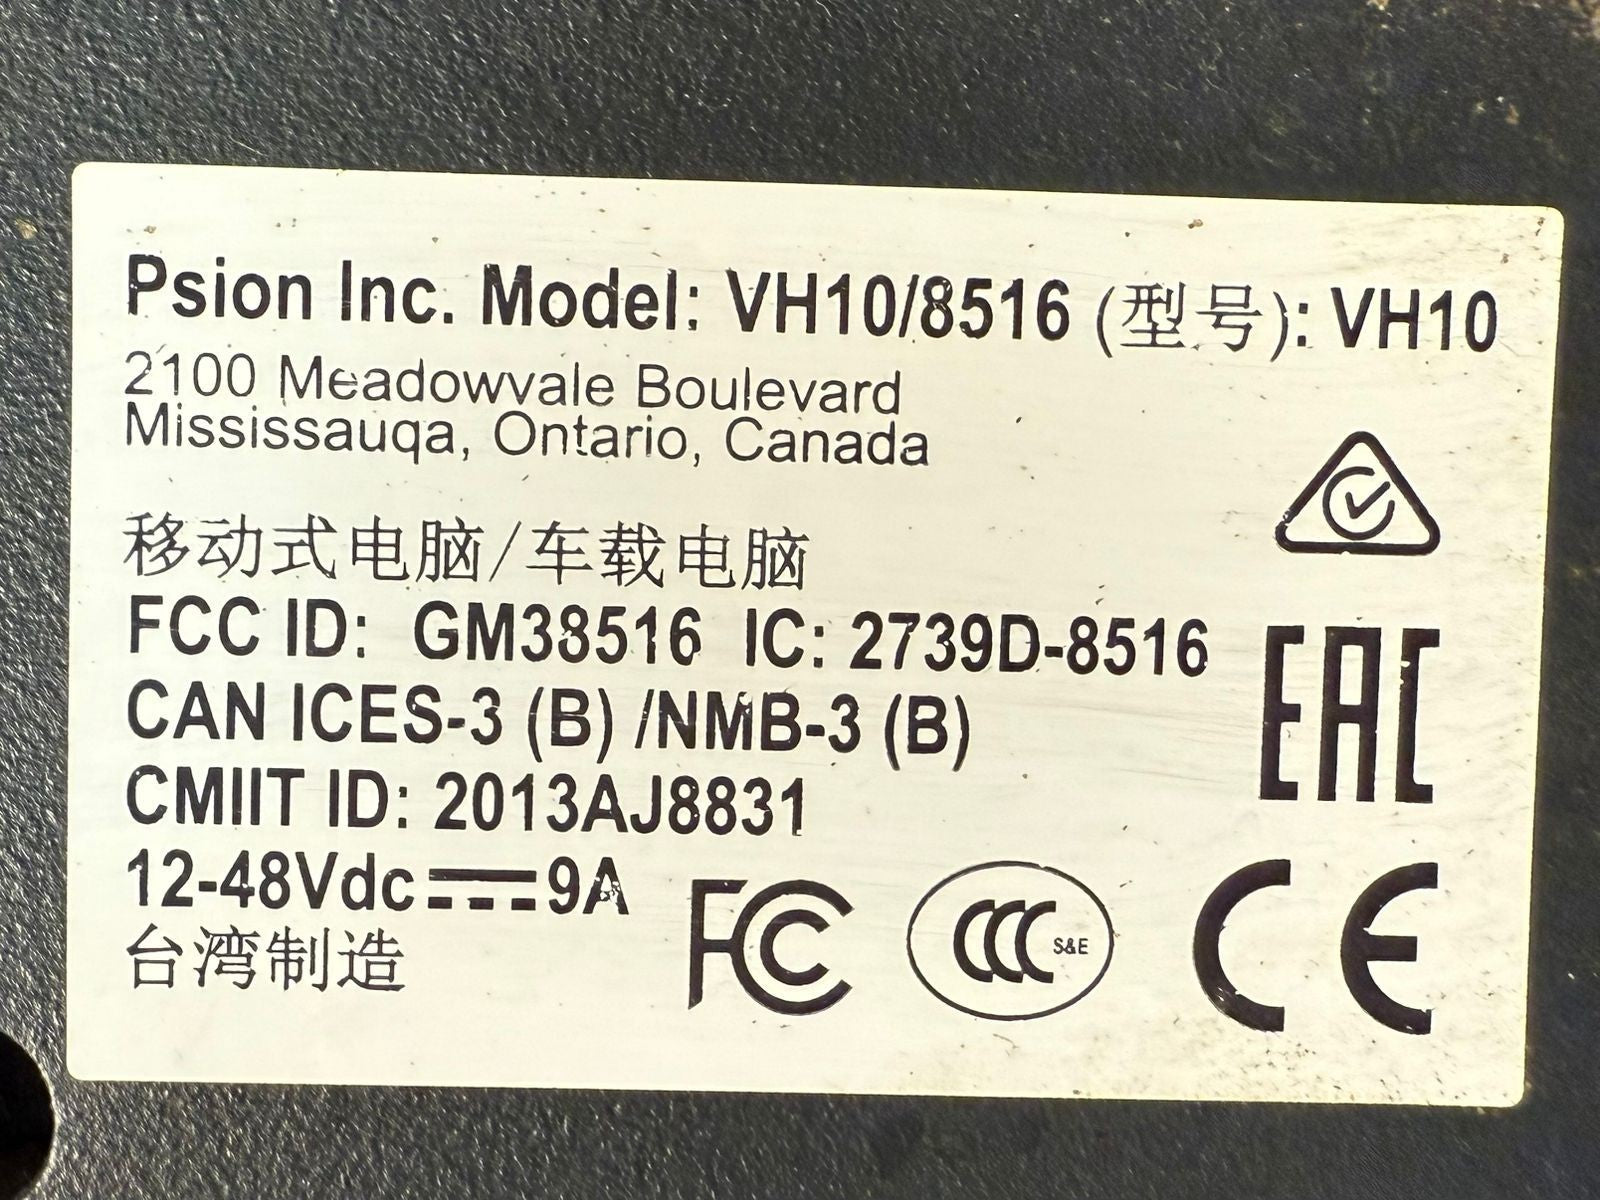 Psion Inc. Model: VH10/8516 (型号): VH10
2100 Meadowvale Boulevard
Mississauga, Ontario, Canada
移动式电脑/车载电脑
FCC ID: GM38516 IC: 2739D-8516
CAN ICES-3 (B) /NMB-3 (B)
CMIIT ID: 2013AJ8831
12-48Vdc⎓9A
台湾制造
FC
CCC S&E
CE
EAC